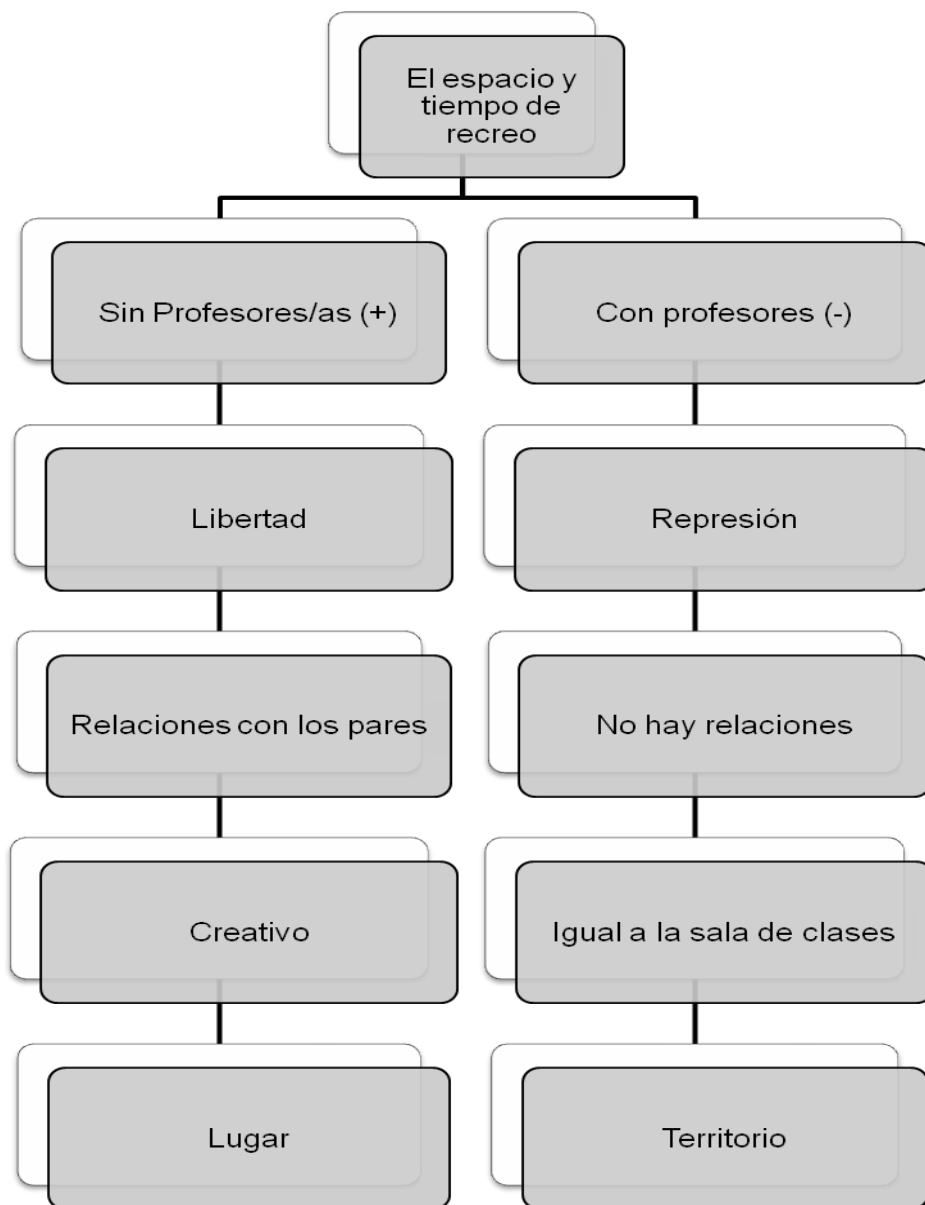 El espacio y
tiempo de
recreo
Sin Profesores/as (+)
Con profesores (-)
Libertad
Represión
Relaciones con los pares
No hay relaciones
Creativo
Igual a la sala de clases
Lugar
Territorio